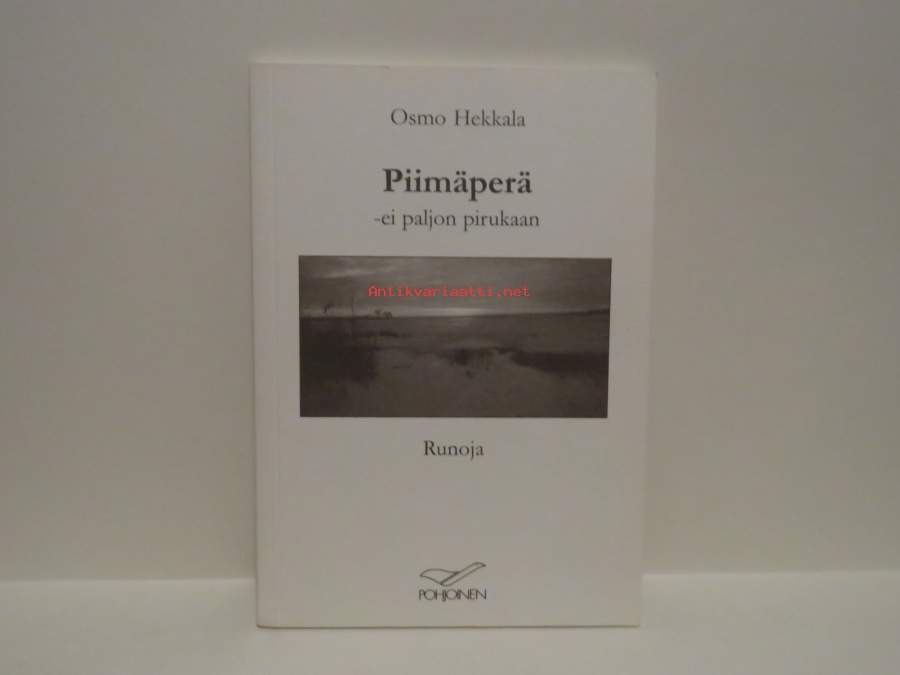 Osmo Hekkala
Piimäperä
-ei paljon pirukaan
Antikvariaatti.net
Runoja
POHJOINEN